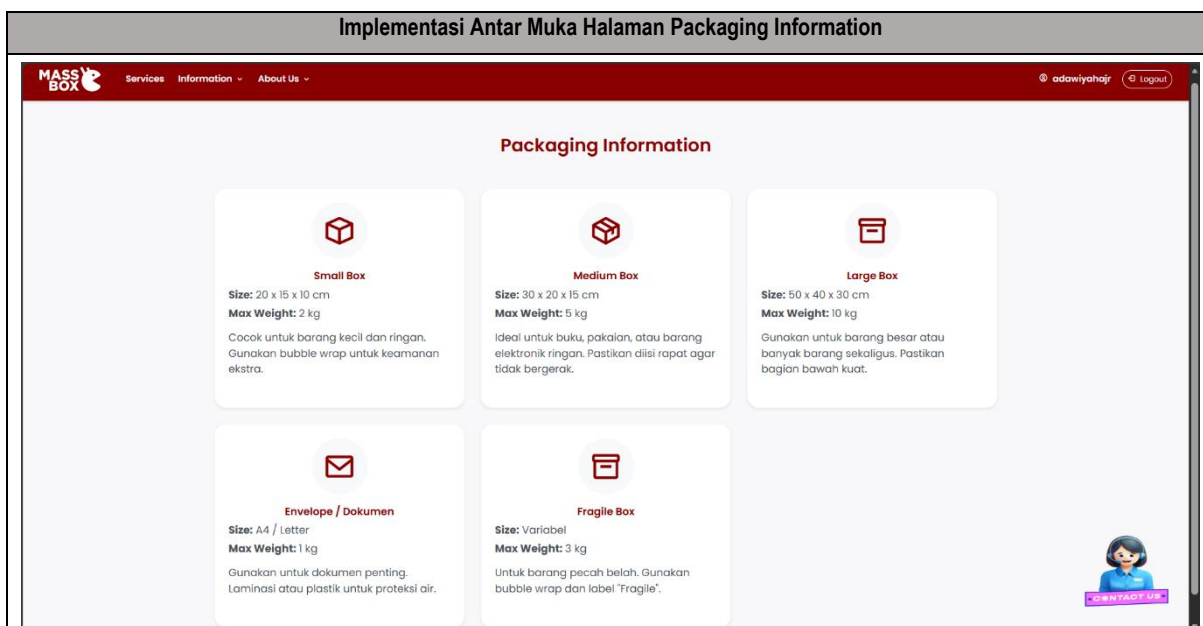 Implementasi Antar Muka Halaman Packaging Information
MASS
BOX
Services Information About Us
adawiyahajr Logout
Packaging Information
Small Box
Size: 20 x 15 x 10 cm
Max Weight: 2 kg
Cocok untuk barang kecil dan ringan.
Gunakan bubble wrap untuk keamanan
ekstra.
Medium Box
Size: 30 x 20 x 15 cm
Max Weight: 5 kg
Ideal untuk buku, pakaian, atau barang
elektronik ringan. Pastikan diisi rapat agar
tidak bergerak.
Large Box
Size: 50 x 40 x 30 cm
Max Weight: 10 kg
Gunakan untuk barang besar atau
banyak barang sekaligus. Pastikan
bagian bawah kuat.
Envelope / Dokumen
Size: A4 / Letter
Max Weight: 1 kg
Gunakan untuk dokumen penting.
Laminasi atau plastik untuk proteksi air.
Fragile Box
Size: Variabel
Max Weight: 3 kg
Untuk barang pecah belah. Gunakan
bubble wrap dan label "Fragile".
CONTACT US